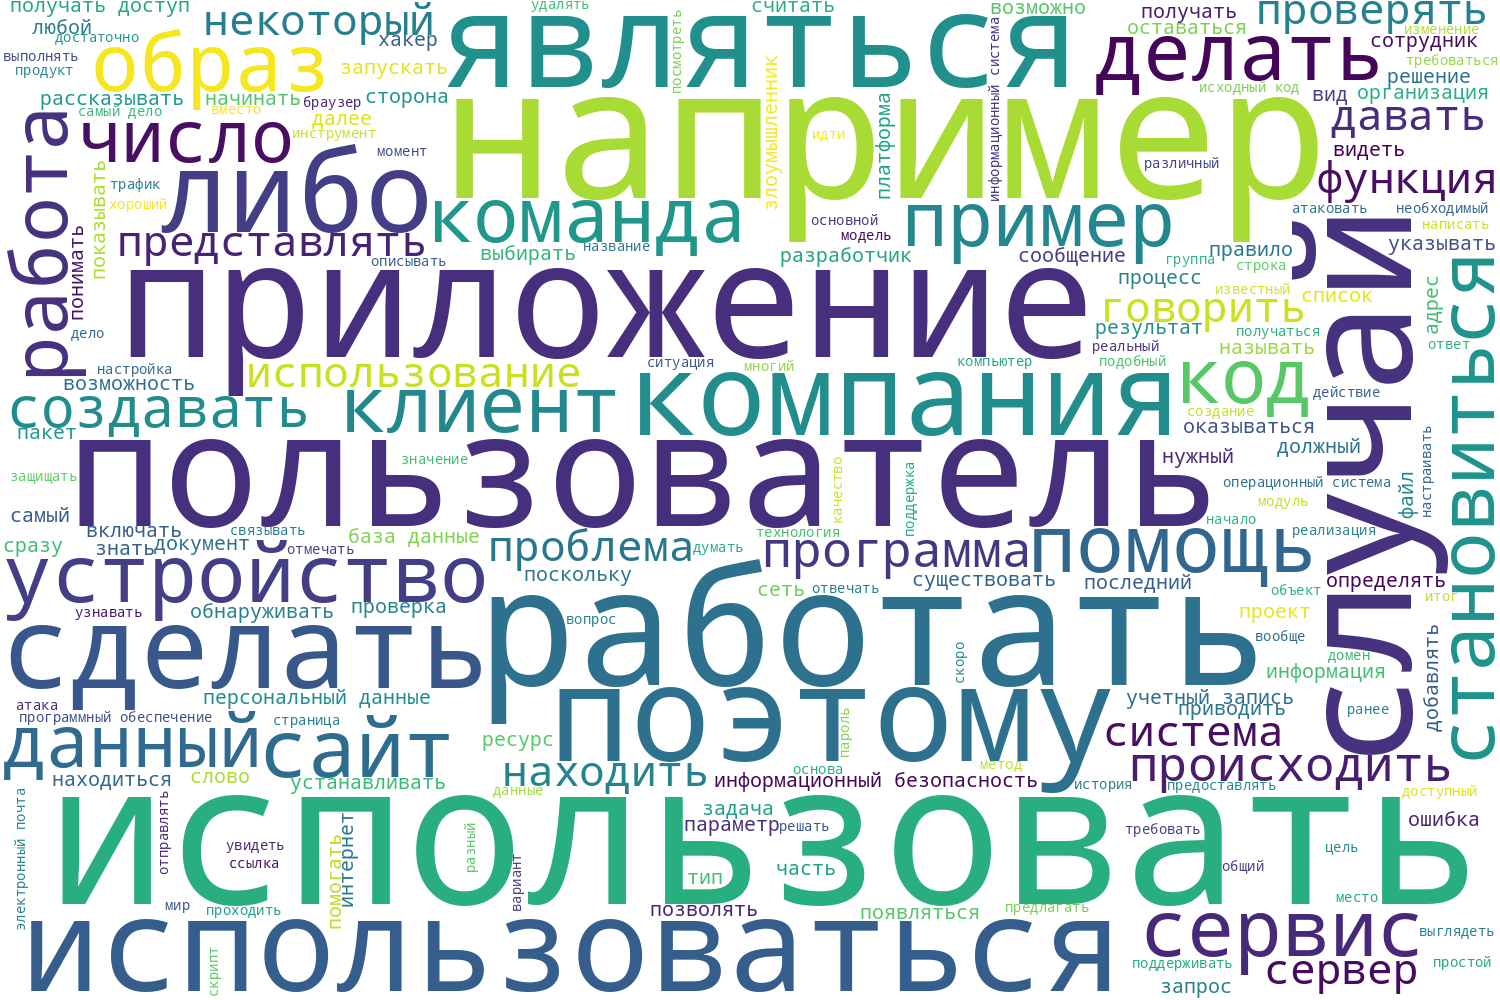 получать доступ
некоторый
удалять
считать
возможно
получать
проверять
любой
достаточно
хакер
являться
посмотреть
информационный система
оставаться
изменение
сотрудник
выполнять
продукт
образ
запускать
злоумышленник
делать
требоваться
решение
рассказывать
начинать
браузер
сторона
например
исходный код
вид
организация
самый дело
вместо
далее
инструмент
идти
платформа
давать
работа
число
момент
различный
видеть
трафик
либо
функция
хороший
показывать
команда
основной
модель
пример
атаковать
необходимый
написать
понимать
представлять
выбирать
название
разработчик
сообщение
правило
указывать
описывать
группа
строка
процесс
приложение
известный
список
говорить
случай
адрес
становиться
дело
результат
получаться
реальный
называть
ответ
настройка
возможность
использование
ситуация
многий
компьютер
подобный
создавать
клиент
компания
код
действие
создание
пакет
оказываться
пользователь
должный
защищать
значение
качество
поддержка
нужный
операционный система
файл
настраивать
модуль
самый
включать
связывать
база данные
технология
начало
реализация
сразу
знать
документ
отмечать
проблема
думать
программа
помощь
устройство
поскольку
сеть
отвечать
существовать
последний
определять
объект
итог
узнавать
обнаруживать
проверка
вопрос
работать
проект
сделать
скоро
вообще
добавлять
домен
информация
персональный данные
поэтому
учетный запись
атака
приводить
ранее
программный обеспечение
страница
пароль
данный
сайт
ресурс
система
находить
основа
метод
происходить
находиться
слово
устанавливать
данные
информационный безопасность
история
предоставлять
электронный почта
отправлять
доступный
использовать
задача
параметр
решать
требовать
ошибка
увидеть
ссылка
помогать
интернет
разный
вариант
тип
часть
цель
общий
мир
проходить
позволять
появляться
предлагать
место
использоваться
сервис
выглядеть
скрипт
поддерживать
сервер
простой
запрос